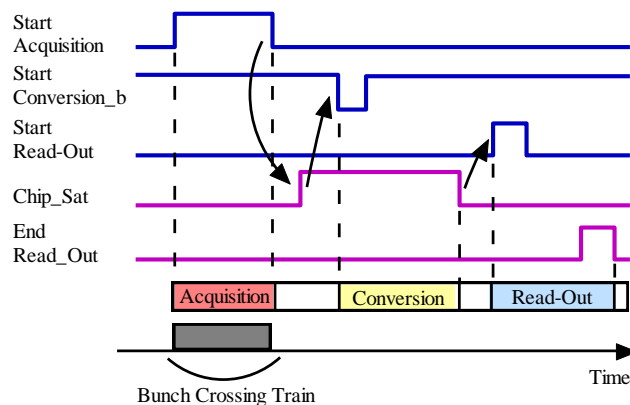 Start
Acquisition
Start
Conversion_b
Start
Read-Out
Chip_Sat
End
Read_Out
Acquisition
Conversion
Read-Out
Time
Bunch Crossing Train